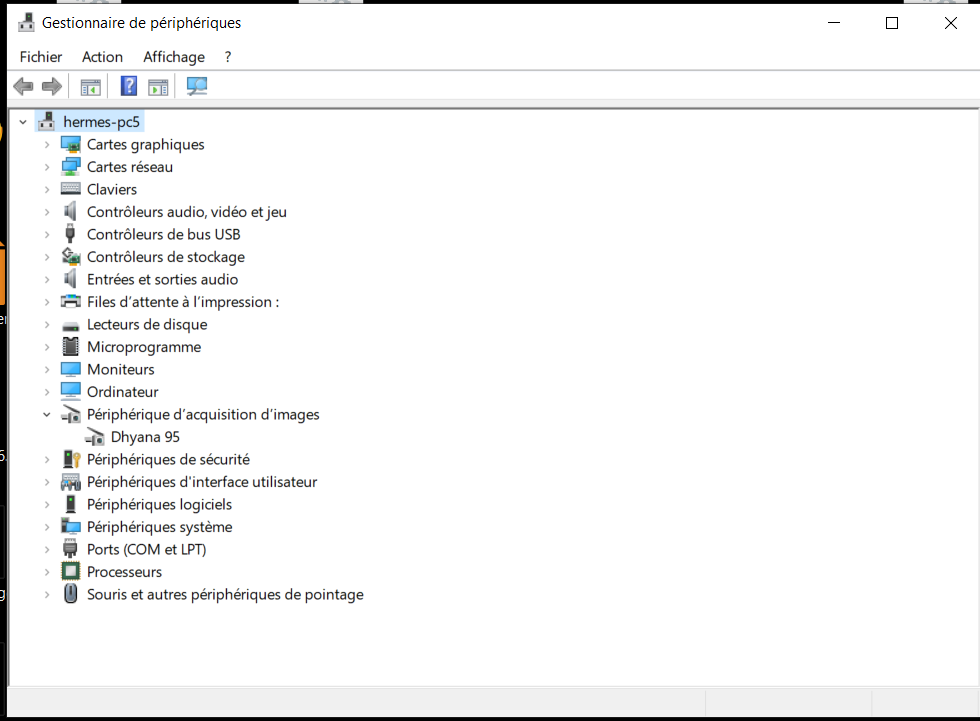 Gestionnaire de périphériques
Fichier Action Affichage ?
hermes-pc5
Cartes graphiques
Cartes réseau
Claviers
Contrôleurs audio, vidéo et jeu
Contrôleurs de bus USB
Contrôleurs de stockage
Entrées et sorties audio
Files d’attente à l’impression :
Lecteurs de disque
Microprogramme
Moniteurs
Ordinateur
Périphérique d’acquisition d’images
Dhyana 95
Périphériques de sécurité
Périphériques d'interface utilisateur
Périphériques logiciels
Périphériques système
Ports (COM et LPT)
Processeurs
Souris et autres périphériques de pointage